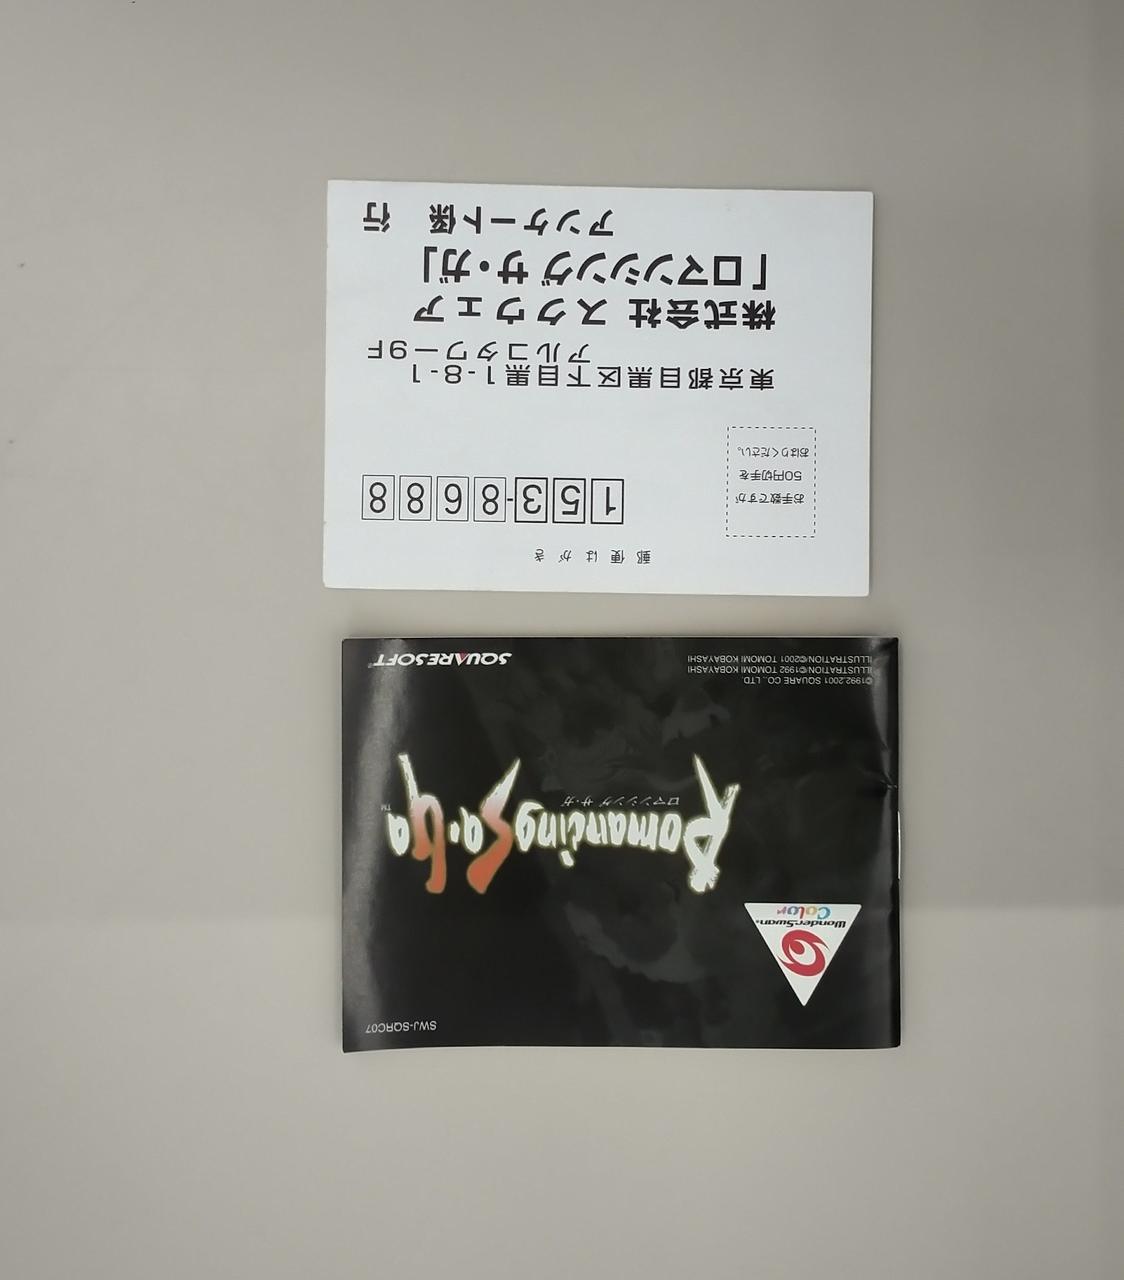 SWJ-SQRC07
WonderSwan®
Color
Romancing Sa・Ga™
ロマンシング サ・ガ
©1992,2001 SQUARE CO., LTD.
ILLUSTRATION/©1992 TOMOMI KOBAYASHI
ILLUSTRATION/©2001 TOMOMI KOBAYASHI
SQUARESOFT®
郵便はがき
153-8688
お手数ですが
50円切手を
おはりください。
東京都目黒区下目黒1-8-1
アルコタワー9F
株式会社 スクウェア
「ロマンシング サ・ガ」
アンケート係 行